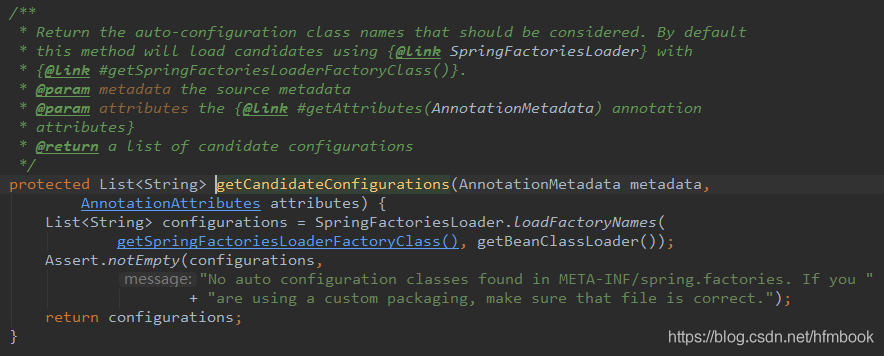 /**
 * Return the auto-configuration class names that should be considered. By default
 * this method will load candidates using {@link SpringFactoriesLoader} with
 * {@link #getSpringFactoriesLoaderFactoryClass()}.
 * @param metadata the source metadata
 * @param attributes the {@link #getAttributes(AnnotationMetadata) annotation
 * attributes}
 * @return a list of candidate configurations
 */
protected List<String> getCandidateConfigurations(AnnotationMetadata metadata,
        AnnotationAttributes attributes) {
    List<String> configurations = SpringFactoriesLoader.loadFactoryNames(
            getSpringFactoriesLoaderFactoryClass(), getBeanClassLoader());
    Assert.notEmpty(configurations,
            message: "No auto configuration classes found in META-INF/spring.factories. If you "
                    + "are using a custom packaging, make sure that file is correct.");
    return configurations;
}
https://blog.csdn.net/hfmbook